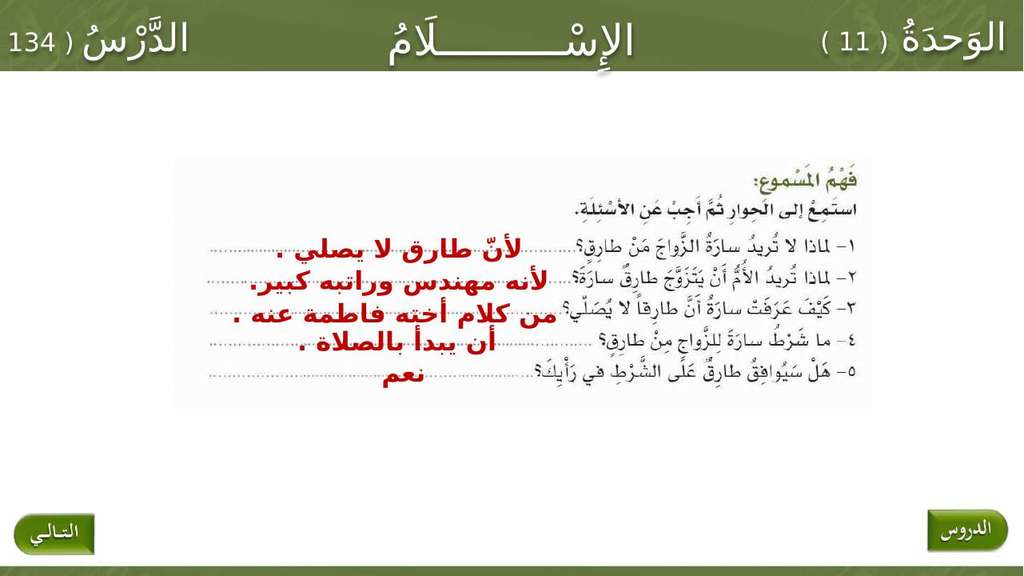 الوَحدَةُ ( 11 )
الإِسْـــــــــــلَامُ
الدَّرْسُ ( 134
فَهْمُ المَسْموعِ:
استَمِعْ إلى الحِوارِ ثُمَّ أَجِبْ عَنِ الأسْئِلَةِ.
١- لماذا لا تُريدُ سارَةُ الزَّواجَ مَنْ طارِقٍ؟ لأنّ طارق لا يصلي .
٢- لماذا تُريدُ الأُمُّ أَنْ يَتَزَوَّجَ طارِقٌ سارَةَ؟ لأنه مهندس وراتبه كبير.
٣- كَيْفَ عَرَفَتْ سارَةُ أَنَّ طارِقاً لا يُصَلّي؟ من كلام أخته فاطمة عنه .
٤- ما شَرْطُ سارَةَ لِلزَّواجِ مِنْ طارِقٍ؟ أن يبدأ بالصلاة .
٥- هَلْ سَيُوافِقُ طارِقٌ عَلَى الشَّرْطِ في رَأْيِكَ؟ نعم
الدروس
التالي